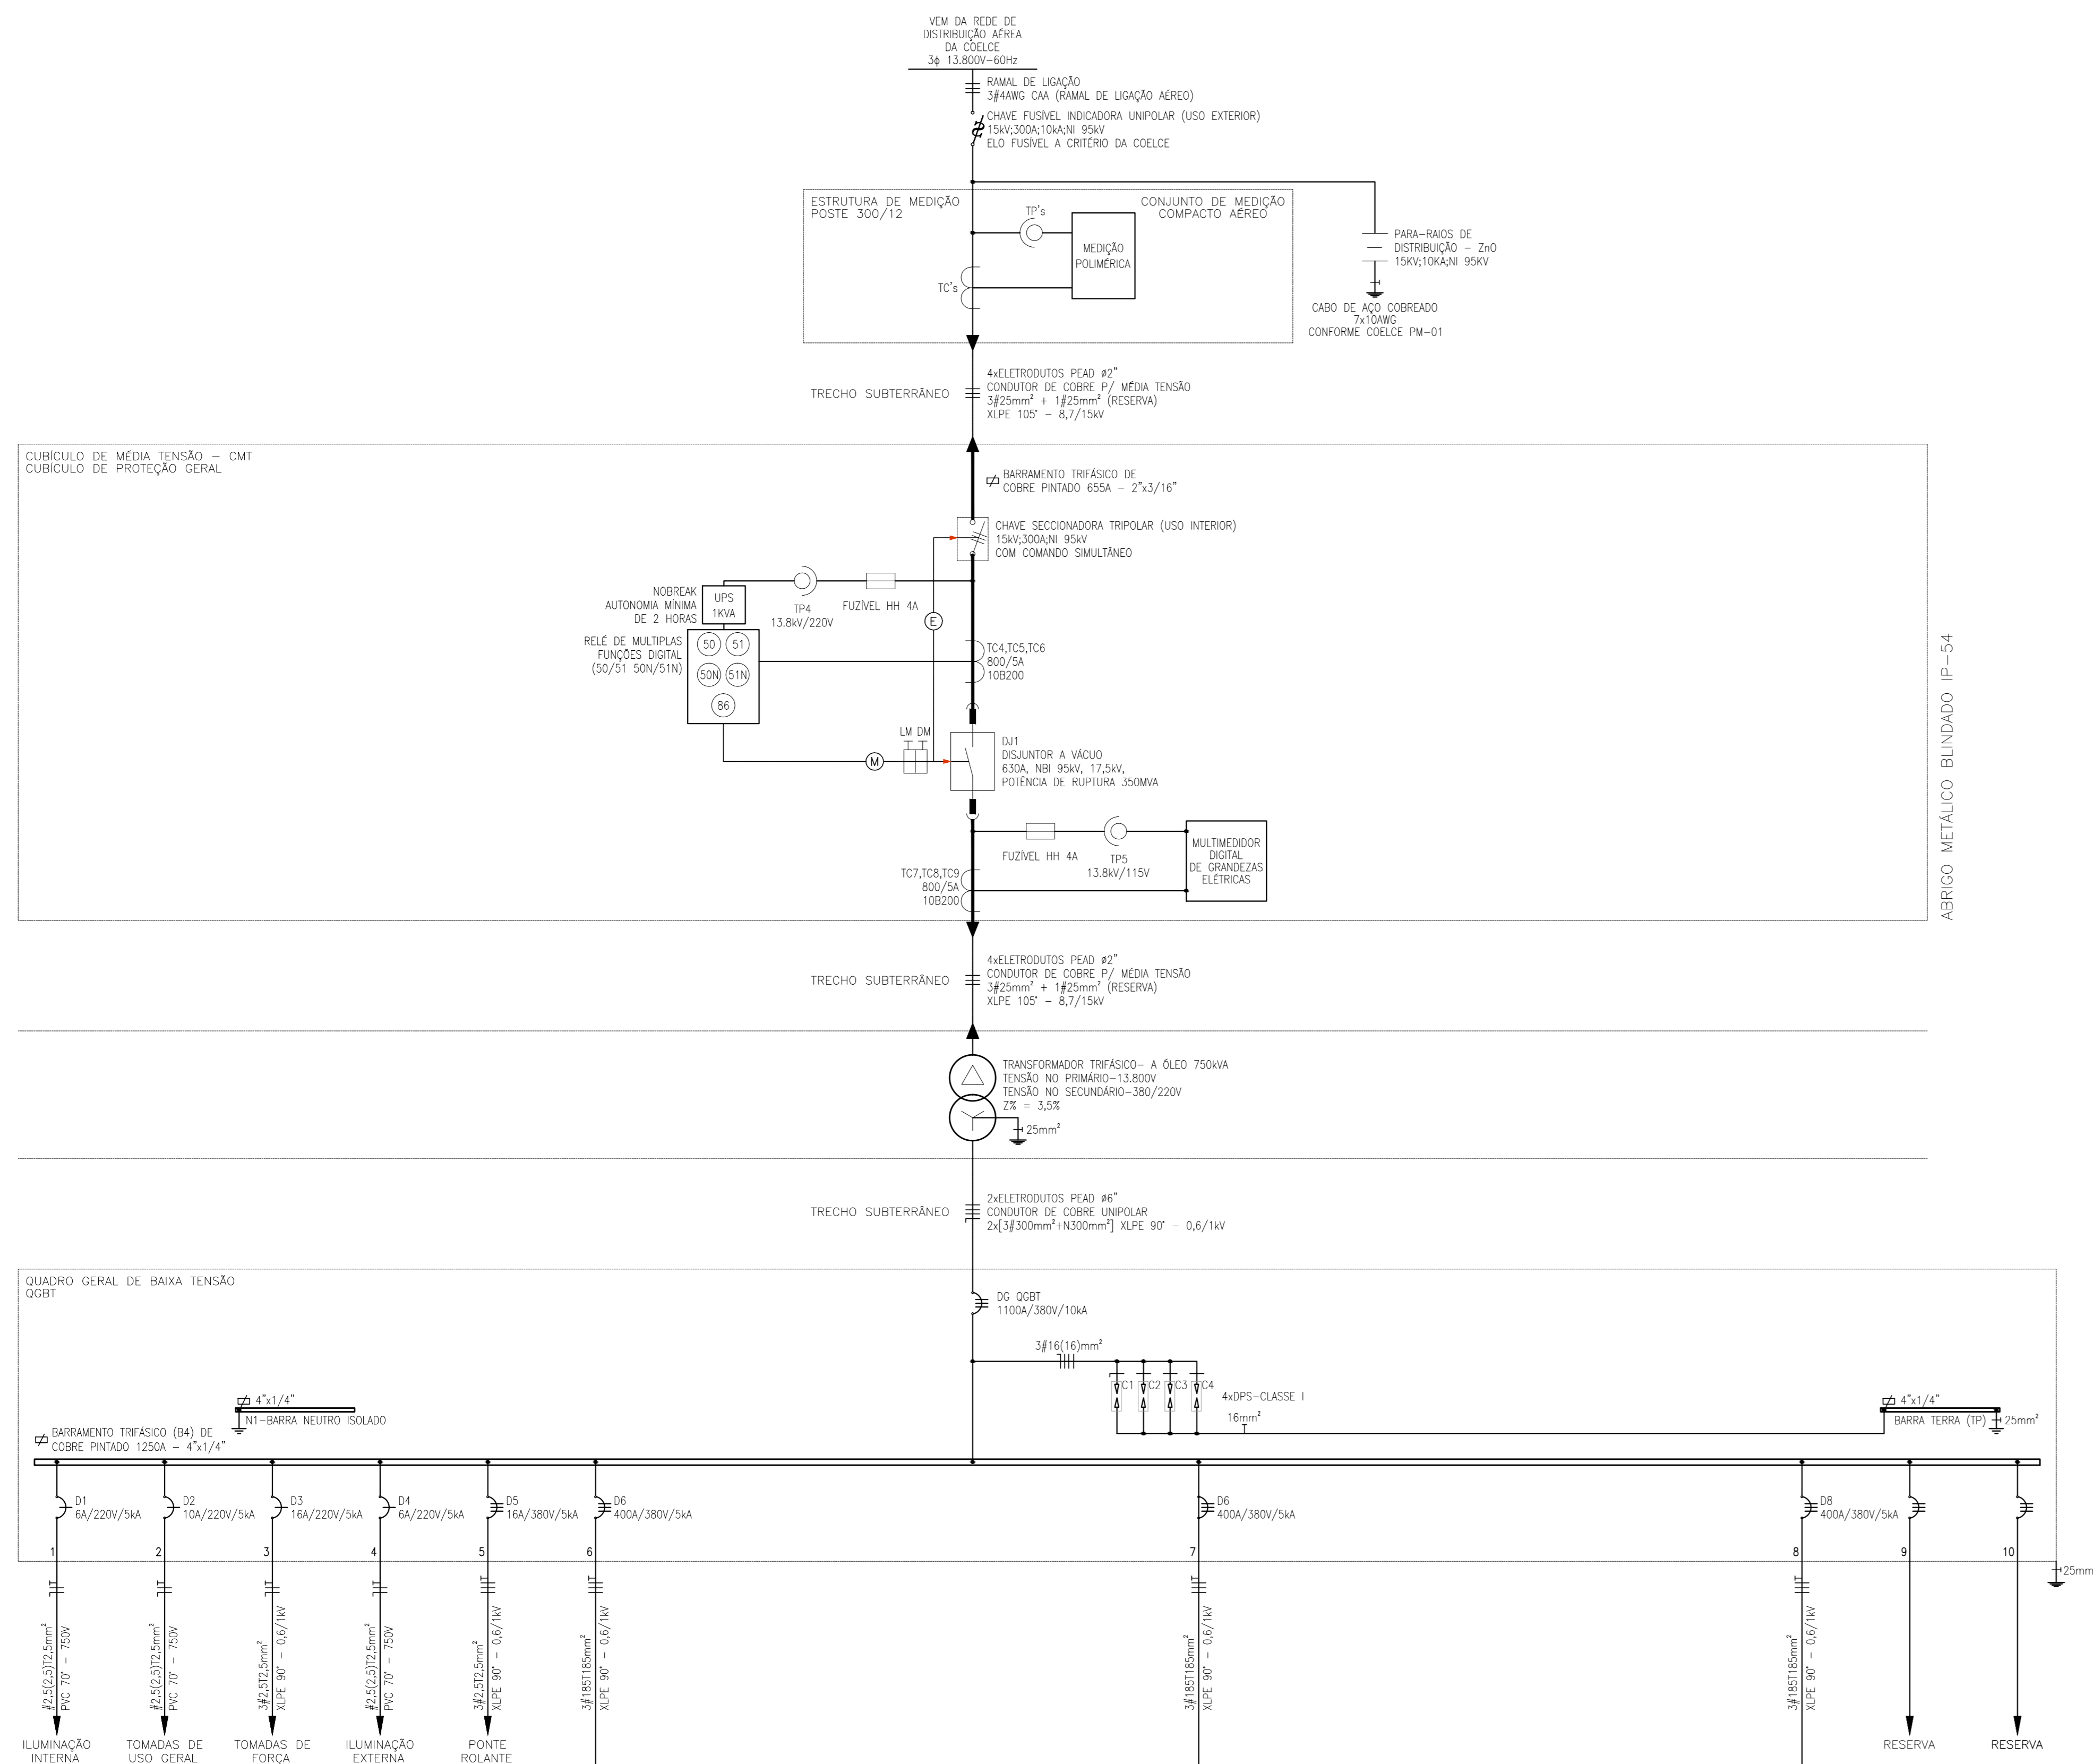 VEM DA REDE DE
DISTRIBUIÇÃO AÉREA
DA COELCE
3ϕ 13.800V-60Hz
RAMAL DE LIGAÇÃO
3#4AWG CAA (RAMAL DE LIGAÇÃO AÉREO)
CHAVE FUSÍVEL INDICADORA UNIPOLAR (USO EXTERIOR)
15kV;300A;10kA;NI 95kV
ELO FUSÍVEL A CRITÉRIO DA COELCE
ESTRUTURA DE MEDIÇÃO
POSTE 300/12
CONJUNTO DE MEDIÇÃO
COMPACTO AÉREO
TP's
MEDIÇÃO
POLIMÉRICA
TC's
PARA-RAIOS DE
DISTRIBUIÇÃO - ZnO
15KV;10KA;NI 95KV
CABO DE AÇO COBREADO
7x10AWG
CONFORME COELCE PM-01
TRECHO SUBTERRÂNEO
4xELETRODUTOS PEAD ø2"
CONDUTOR DE COBRE P/ MÉDIA TENSÃO
3#25mm² + 1#25mm² (RESERVA)
XLPE 105° - 8,7/15kV
CUBÍCULO DE MÉDIA TENSÃO - CMT
CUBÍCULO DE PROTEÇÃO GERAL
BARRAMENTO TRIFÁSICO DE
COBRE PINTADO 655A - 2"x3/16"
CHAVE SECCIONADORA TRIPOLAR (USO INTERIOR)
15kV;300A;NI 95kV
COM COMANDO SIMULTÂNEO
NOBREAK
AUTONOMIA MÍNIMA
DE 2 HORAS
UPS
1KVA
TP4
13.8kV/220V
FUZÍVEL HH 4A
E
RELÉ DE MULTIPLAS
FUNÇÕES DIGITAL
(50/51 50N/51N)
50
51
50N
51N
86
TC4,TC5,TC6
800/5A
10B200
LM DM
M
DJ1
DISJUNTOR A VÁCUO
630A, NBI 95kV, 17,5kV,
POTÊNCIA DE RUPTURA 350MVA
FUZÍVEL HH 4A
TP5
13.8kV/115V
MULTIMEDIDOR
DIGITAL
DE GRANDEZAS
ELÉTRICAS
TC7,TC8,TC9
800/5A
10B200
ABRIGO METÁLICO BLINDADO IP-54
TRECHO SUBTERRÂNEO
4xELETRODUTOS PEAD ø2"
CONDUTOR DE COBRE P/ MÉDIA TENSÃO
3#25mm² + 1#25mm² (RESERVA)
XLPE 105° - 8,7/15kV
TRANSFORMADOR TRIFÁSICO- A ÓLEO 750kVA
TENSÃO NO PRIMÁRIO-13.800V
TENSÃO NO SECUNDÁRIO-380/220V
Z% = 3,5%
25mm²
TRECHO SUBTERRÂNEO
2xELETRODUTOS PEAD ø6"
CONDUTOR DE COBRE UNIPOLAR
2x[3#300mm²+N300mm²] XLPE 90° - 0,6/1kV
QUADRO GERAL DE BAIXA TENSÃO
QGBT
DG QGBT
1100A/380V/10kA
3#16(16)mm²
C1
C2
C3
C4
4xDPS-CLASSE I
16mm²
4"x1/4"
N1-BARRA NEUTRO ISOLADO
BARRAMENTO TRIFÁSICO (B4) DE
COBRE PINTADO 1250A - 4"x1/4"
4"x1/4"
BARRA TERRA (TP)
25mm²
D1
6A/220V/5kA
D2
10A/220V/5kA
D3
16A/220V/5kA
D4
6A/220V/5kA
D5
16A/380V/5kA
D6
400A/380V/5kA
D6
400A/380V/5kA
D8
400A/380V/5kA
1
2
3
4
5
6
7
8
9
10
25mm
#2,5(2,5)T2,5mm²
PVC 70° - 750V
#2,5(2,5)T2,5mm²
PVC 70° - 750V
3#2,5T2,5mm²
XLPE 90° - 0,6/1kV
#2,5(2,5)T2,5mm²
PVC 70° - 750V
3#2,5T2,5mm²
XLPE 90° - 0,6/1kV
3#185T185mm²
XLPE 90° - 0,6/1kV
3#185T185mm²
XLPE 90° - 0,6/1kV
3#185T185mm²
XLPE 90° - 0,6/1kV
ILUMINAÇÃO
INTERNA
TOMADAS DE
USO GERAL
TOMADAS DE
FORÇA
ILUMINAÇÃO
EXTERNA
PONTE
ROLANTE
RESERVA
RESERVA